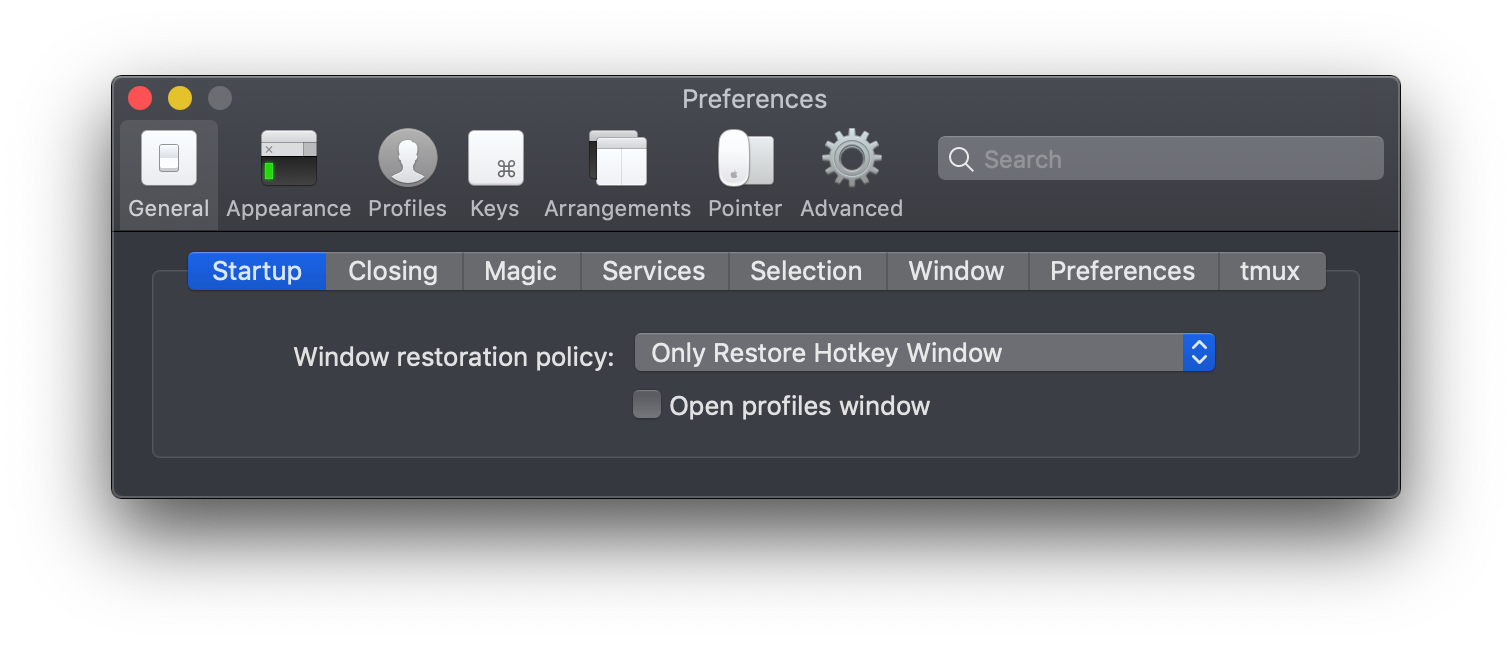 Preferences
General Appearance Profiles Keys Arrangements Pointer Advanced Search
Startup Closing Magic Services Selection Window Preferences tmux
Window restoration policy: Only Restore Hotkey Window
Open profiles window